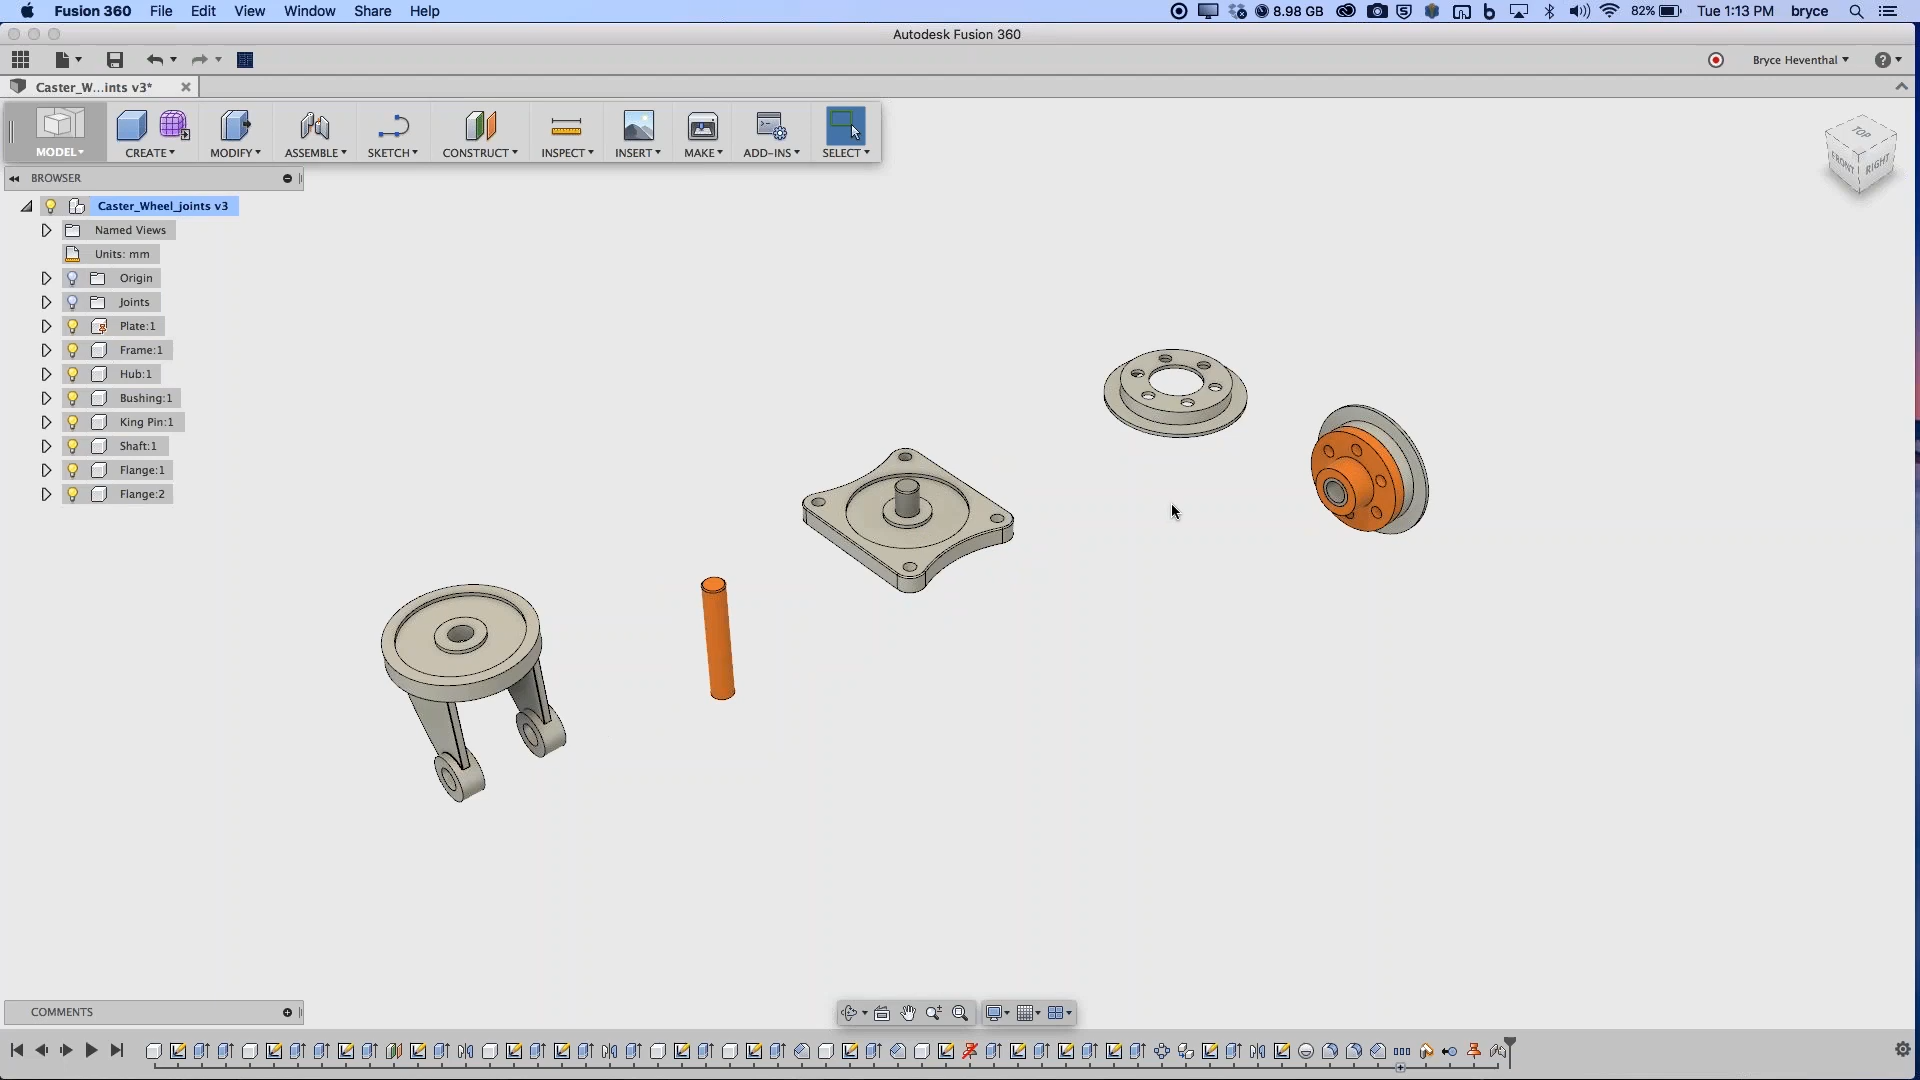 Fusion 360 File Edit View Window Share Help 8.98 GB 82% Tue 1:13 PM bryce
Autodesk Fusion 360
Bryce Heventhal
Caster_W...ints v3*
MODEL CREATE MODIFY ASSEMBLE SKETCH CONSTRUCT INSPECT INSERT MAKE ADD-INS SELECT
TOP
FRONT RIGHT
BROWSER
Caster_Wheel_joints v3
Named Views
Units: mm
Origin
Joints
Plate:1
Frame:1
Hub:1
Bushing:1
King Pin:1
Shaft:1
Flange:1
Flange:2
COMMENTS